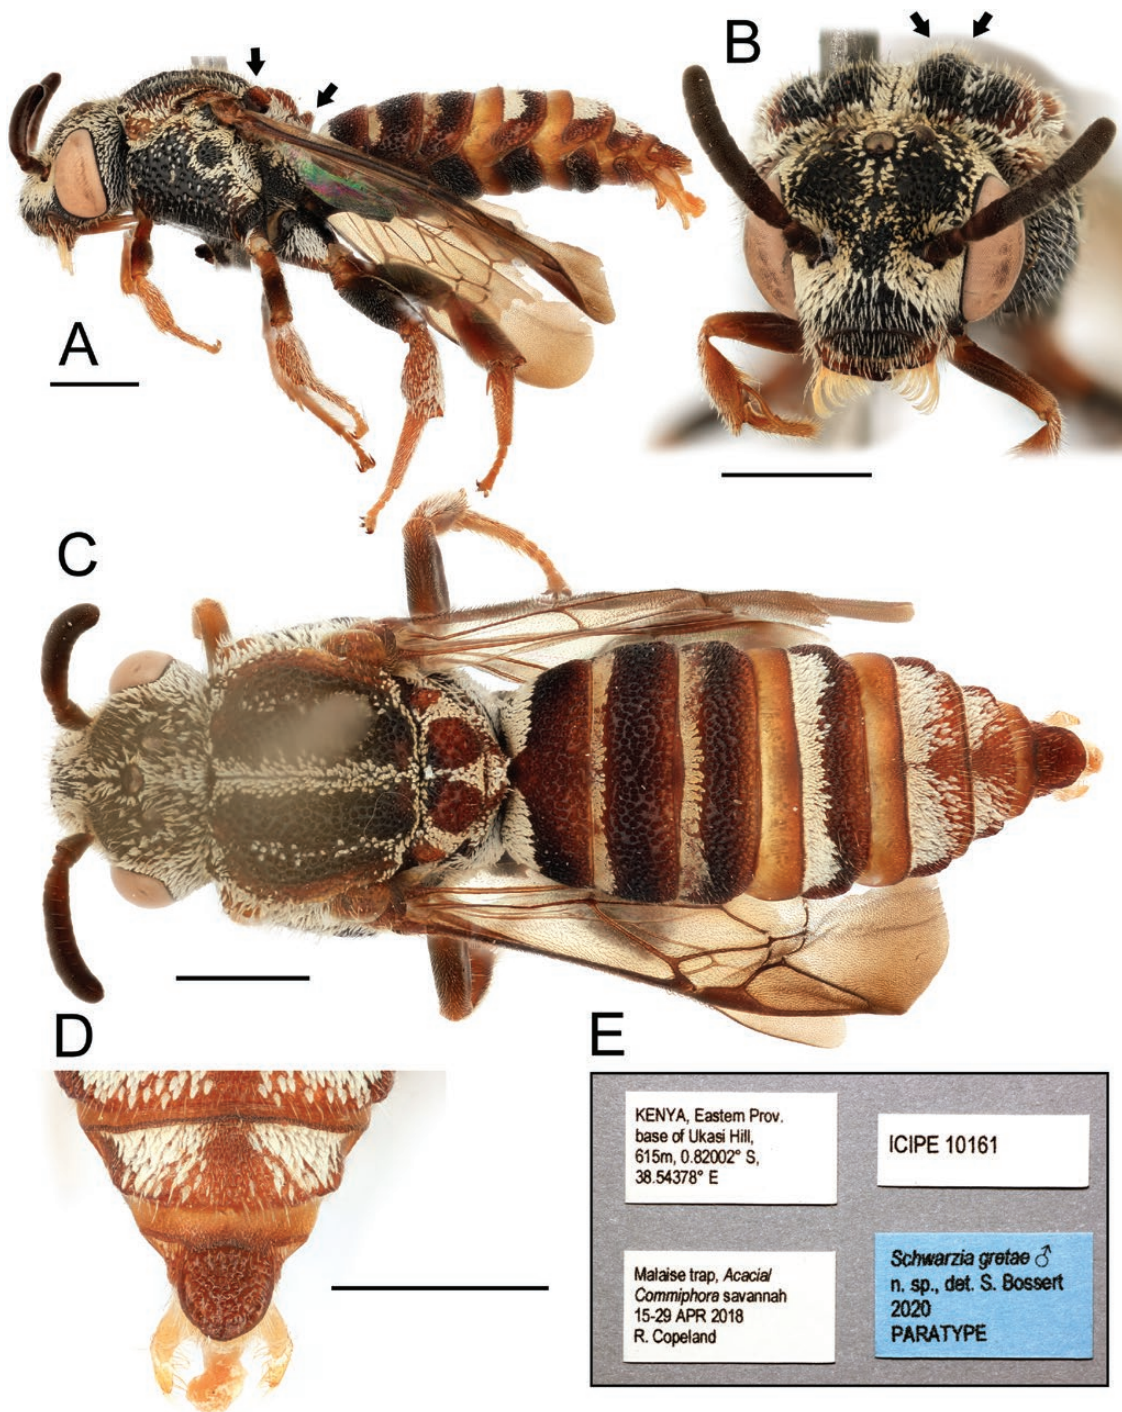 A
B
C
D
E
KENYA, Eastern Prov.
base of Ukasi Hill,
615m, 0.82002° S,
38.54378° E
ICIPE 10161
Malaise trap, Acacia/
Commiphora savannah
15-29 APR 2018
R. Copeland
Schwarzia gretae ♂
n. sp., det. S. Bossert
2020
PARATYPE